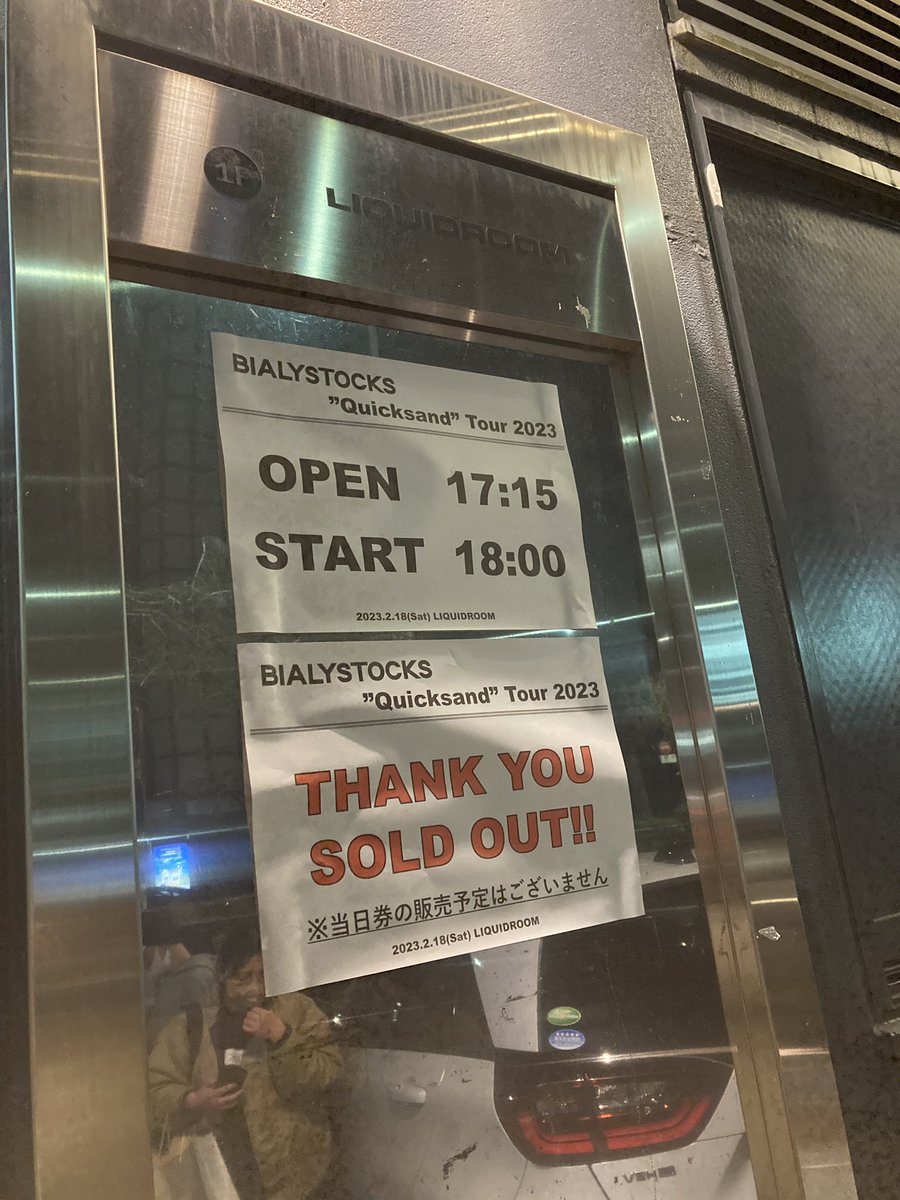 1F
LIQUIDROOM
BIALYSTOCKS
”Quicksand” Tour 2023
OPEN 17:15
START 18:00
2023.2.18(Sat) LIQUIDROOM
BIALYSTOCKS
”Quicksand” Tour 2023
THANK YOU
SOLD OUT!!
※当日券の販売予定はございません
2023.2.18(Sat) LIQUIDROOM